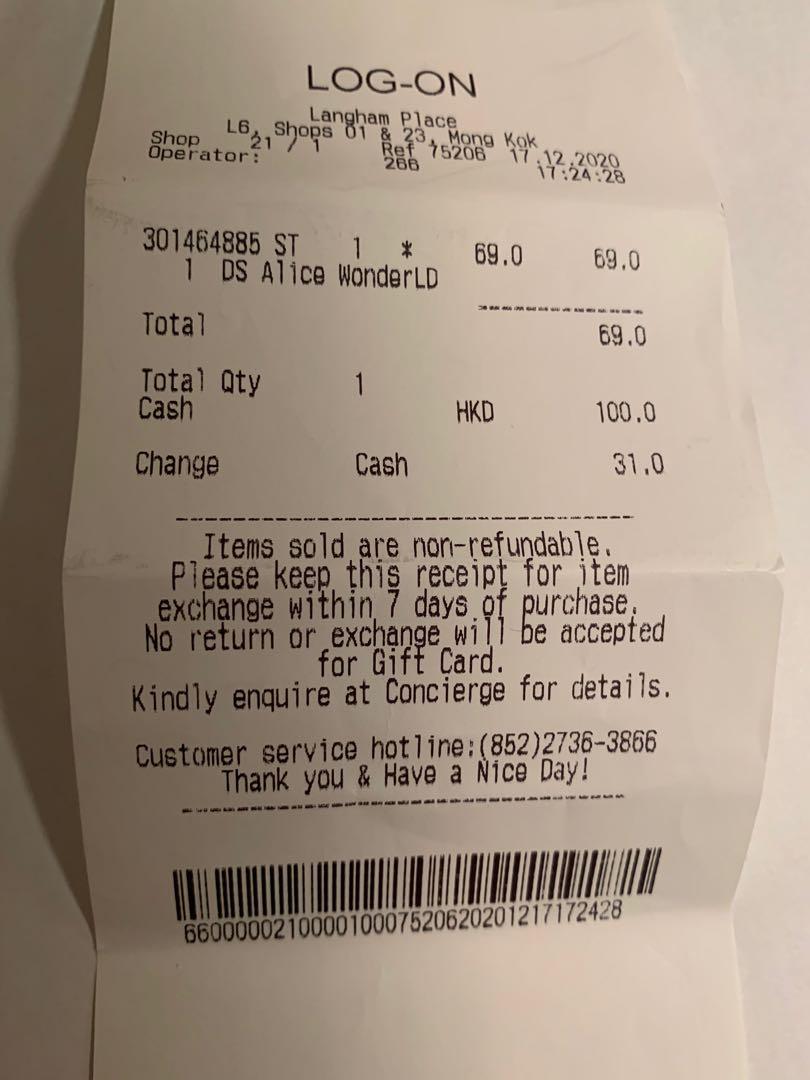 LOG-ON
Langham Place
L6, Shops 01 & 23, Mong Kok
Shop 21 / 1 Ref 75206 17.12.2020
Operator: 266 17:24:28
301464885 ST 1 * 69.0 69.0
1 DS Alice WonderLD
Total 69.0
Total Qty 1
Cash HKD 100.0
Change Cash 31.0
Items sold are non-refundable.
Please keep this receipt for item
exchange within 7 days of purchase.
No return or exchange will be accepted
for Gift Card.
Kindly enquire at Concierge for details.
Customer service hotline:(852)2736-3866
Thank you & Have a Nice Day!
660000021000010007520620201217172428